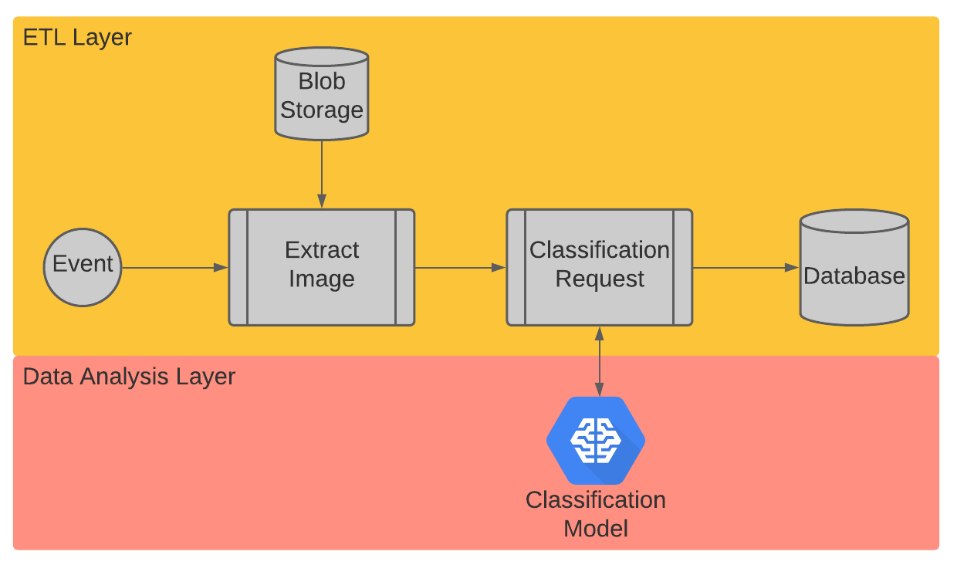 ETL Layer
Blob
Storage
Event
Extract
Image
Classification
Request
Database
Data Analysis Layer
Classification
Model